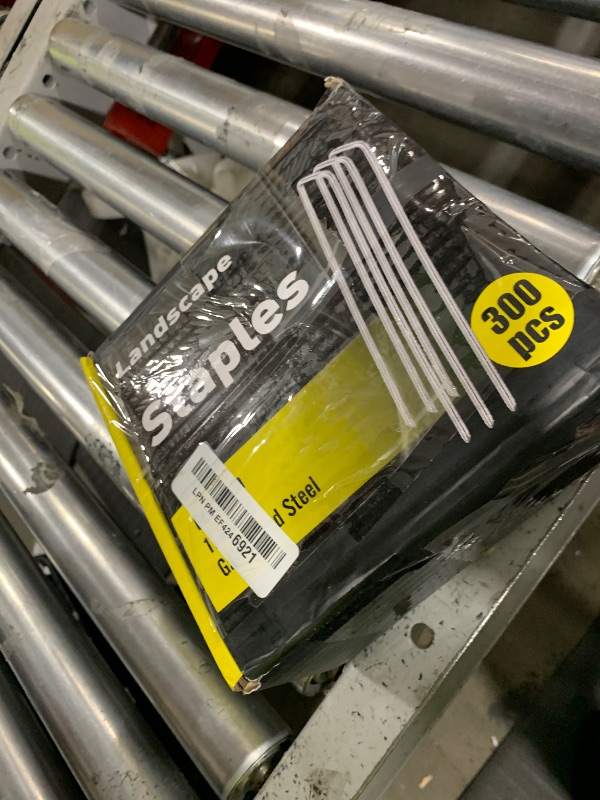 Landscape
Staples
300
pcs
d Steel
G
LPN PM EF424 6921